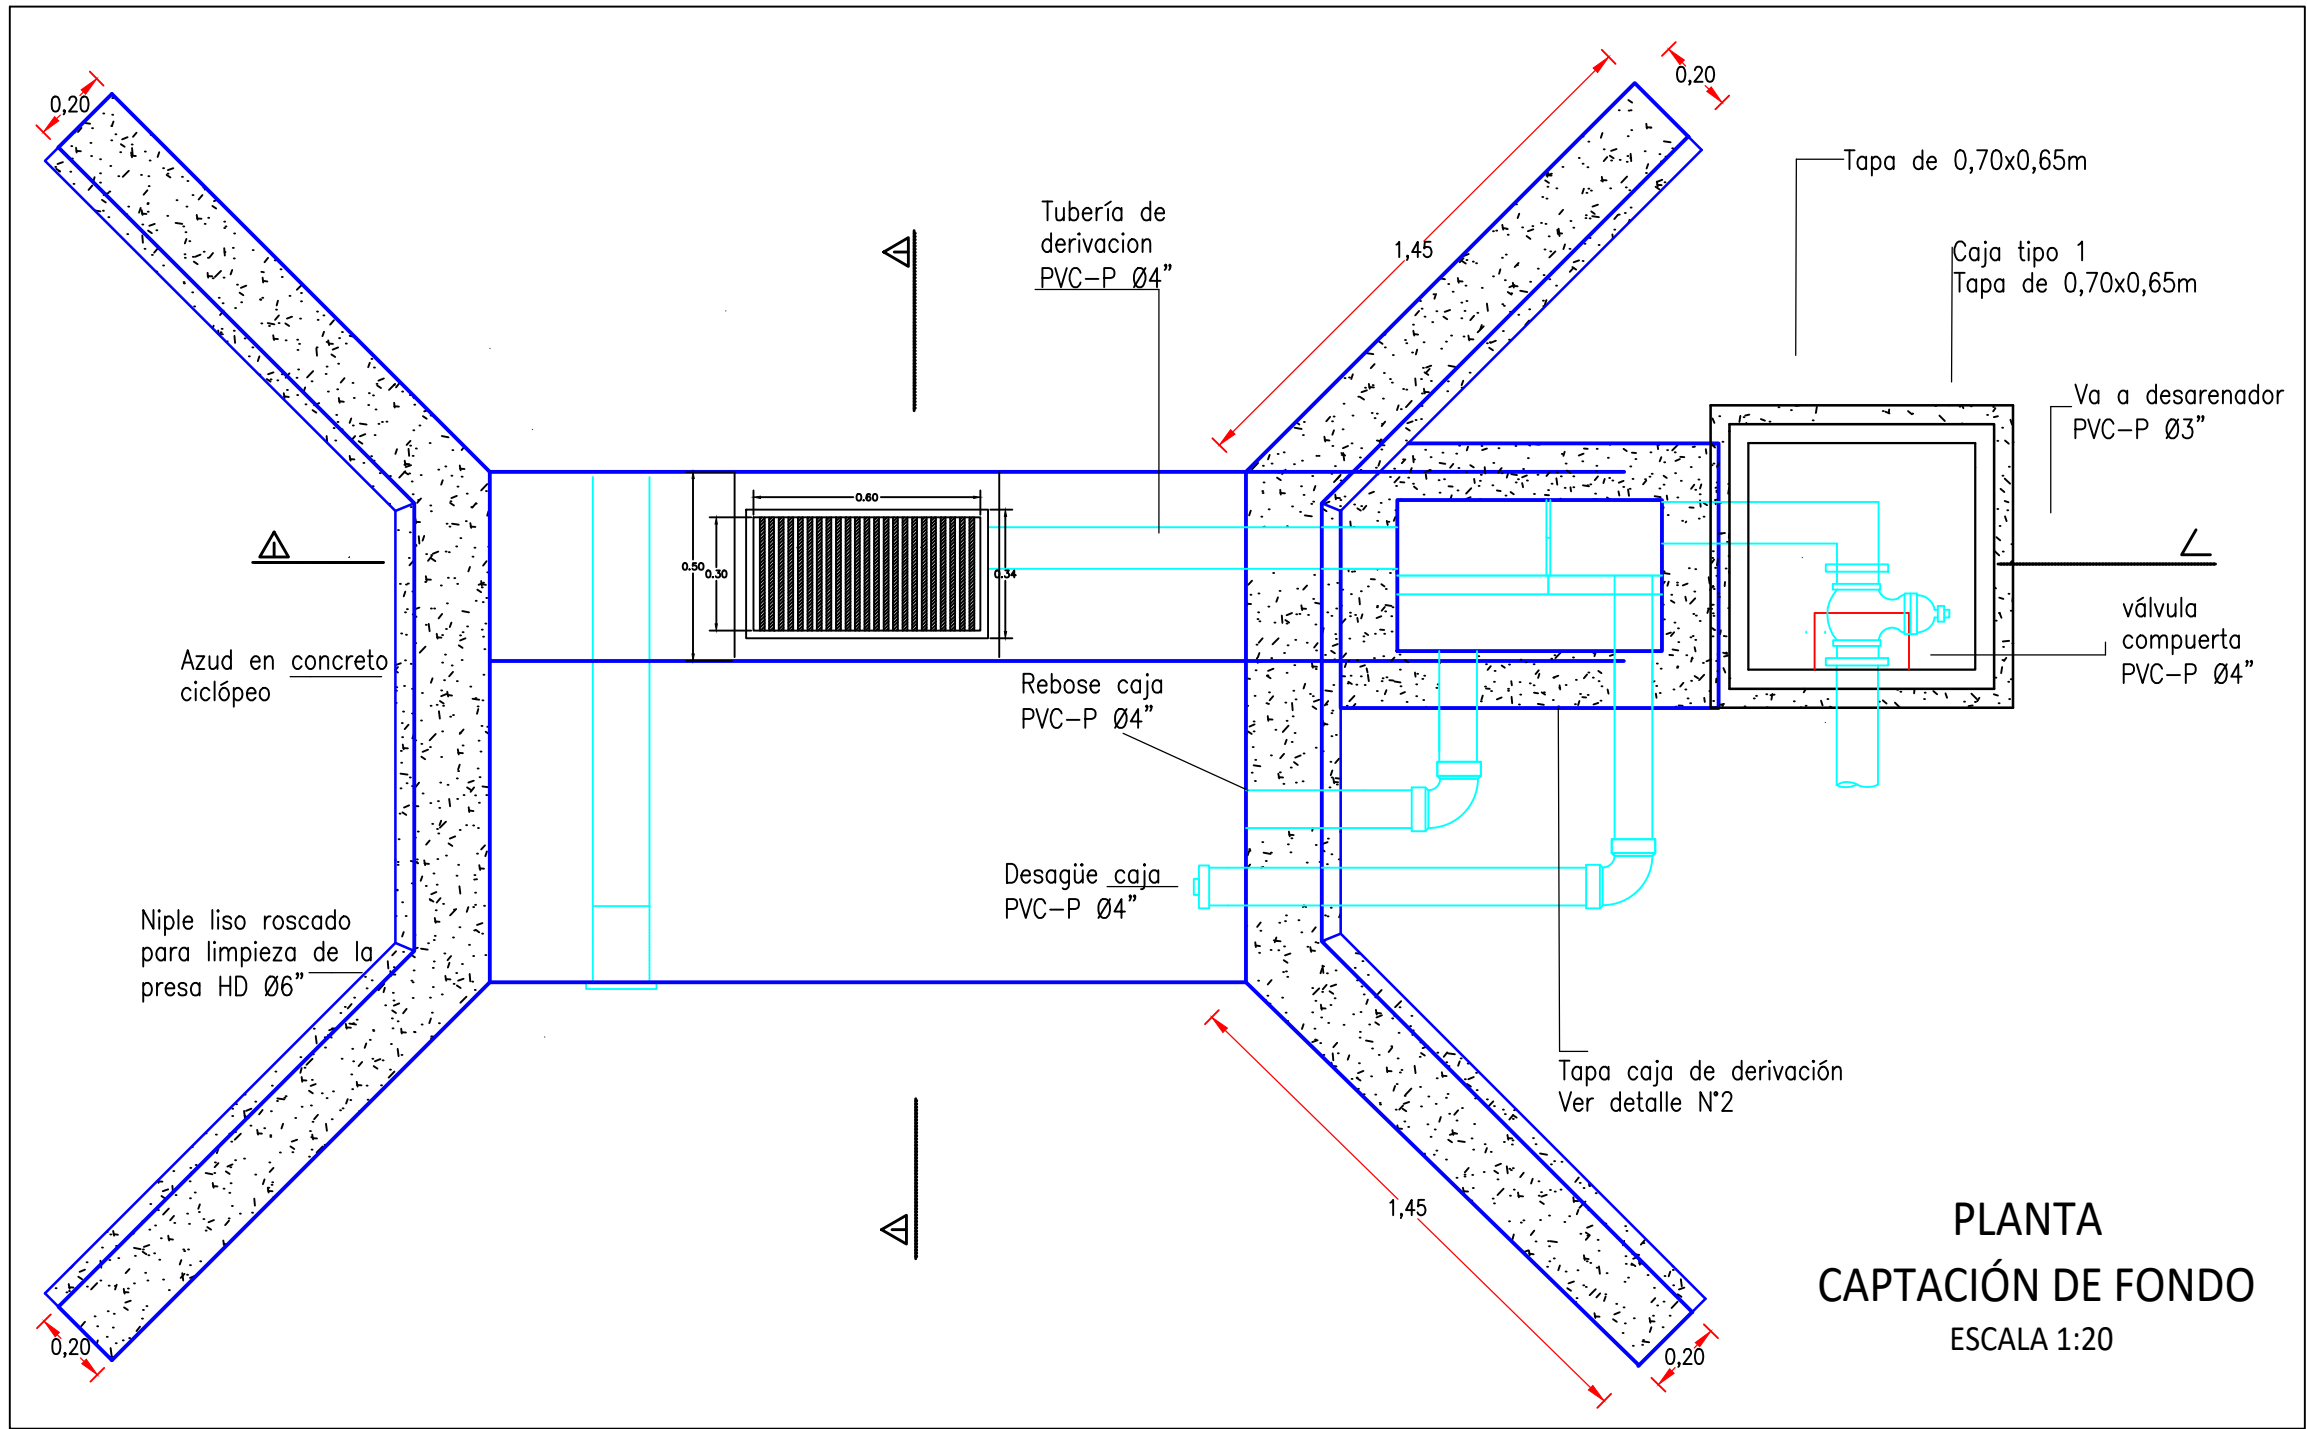 0,20
0,20
Tapa de 0,70x0,65m
Tubería de
derivacion
PVC-P Ø4"
1,45
Caja tipo 1
Tapa de 0,70x0,65m
Va a desarenador
PVC-P Ø3"
0.60
0.50
0.30
0.34
válvula
compuerta
PVC-P Ø4"
Azud en concreto
ciclópeo
Rebose caja
PVC-P Ø4"
Desagüe caja
PVC-P Ø4"
Niple liso roscado
para limpieza de la
presa HD Ø6"
Tapa caja de derivación
Ver detalle N°2
1,45
0,20
0,20
PLANTA
CAPTACIÓN DE FONDO
ESCALA 1:20